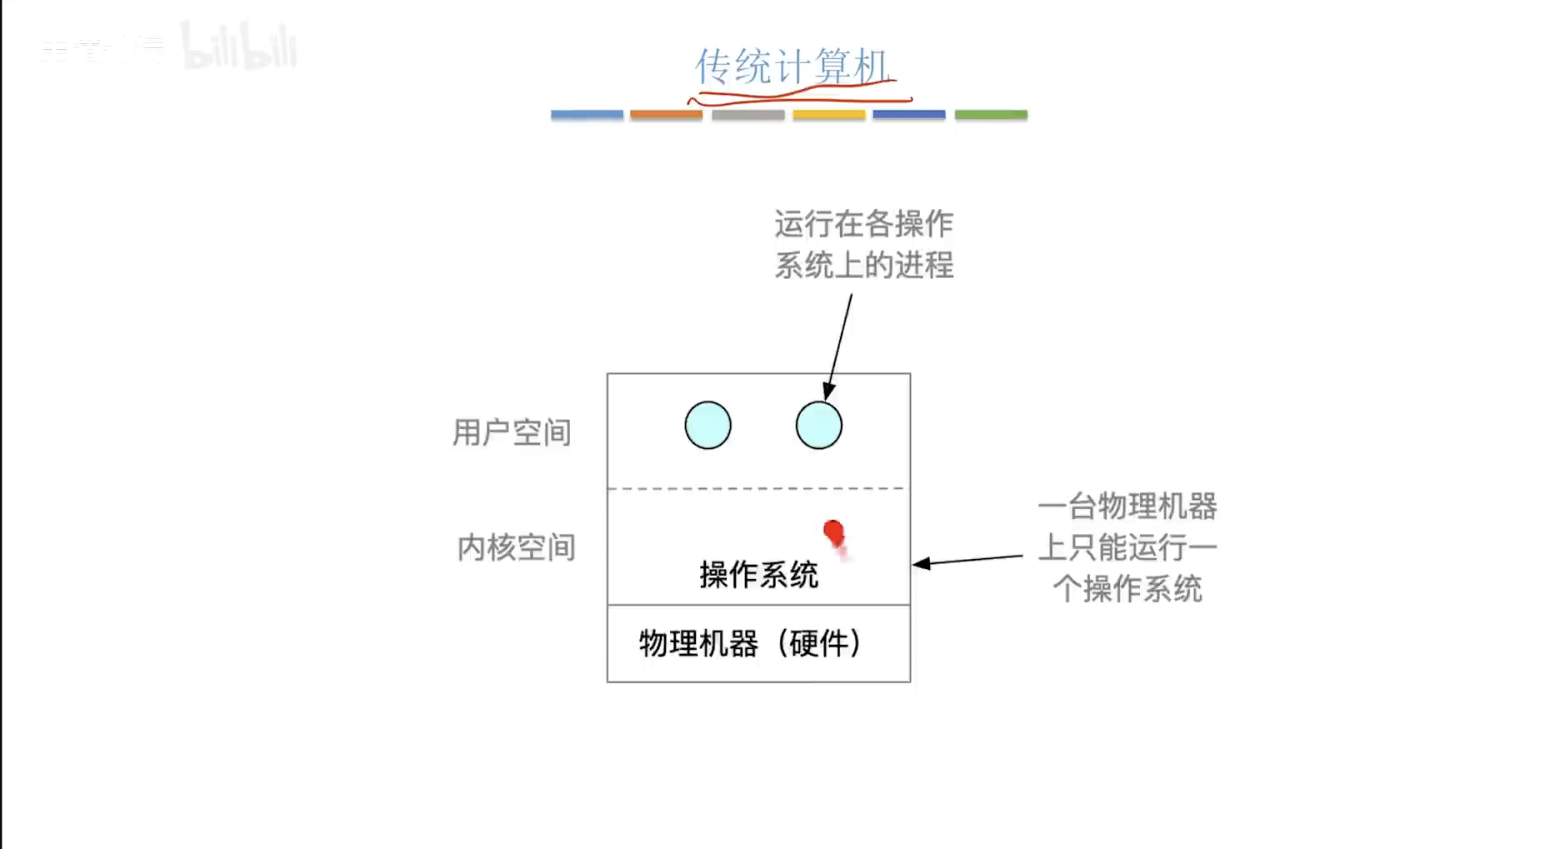 bilibili
传统计算机
运行在各操作
系统上的进程
用户空间
内核空间
操作系统
物理机器（硬件）
一台物理机器
上只能运行一
个操作系统